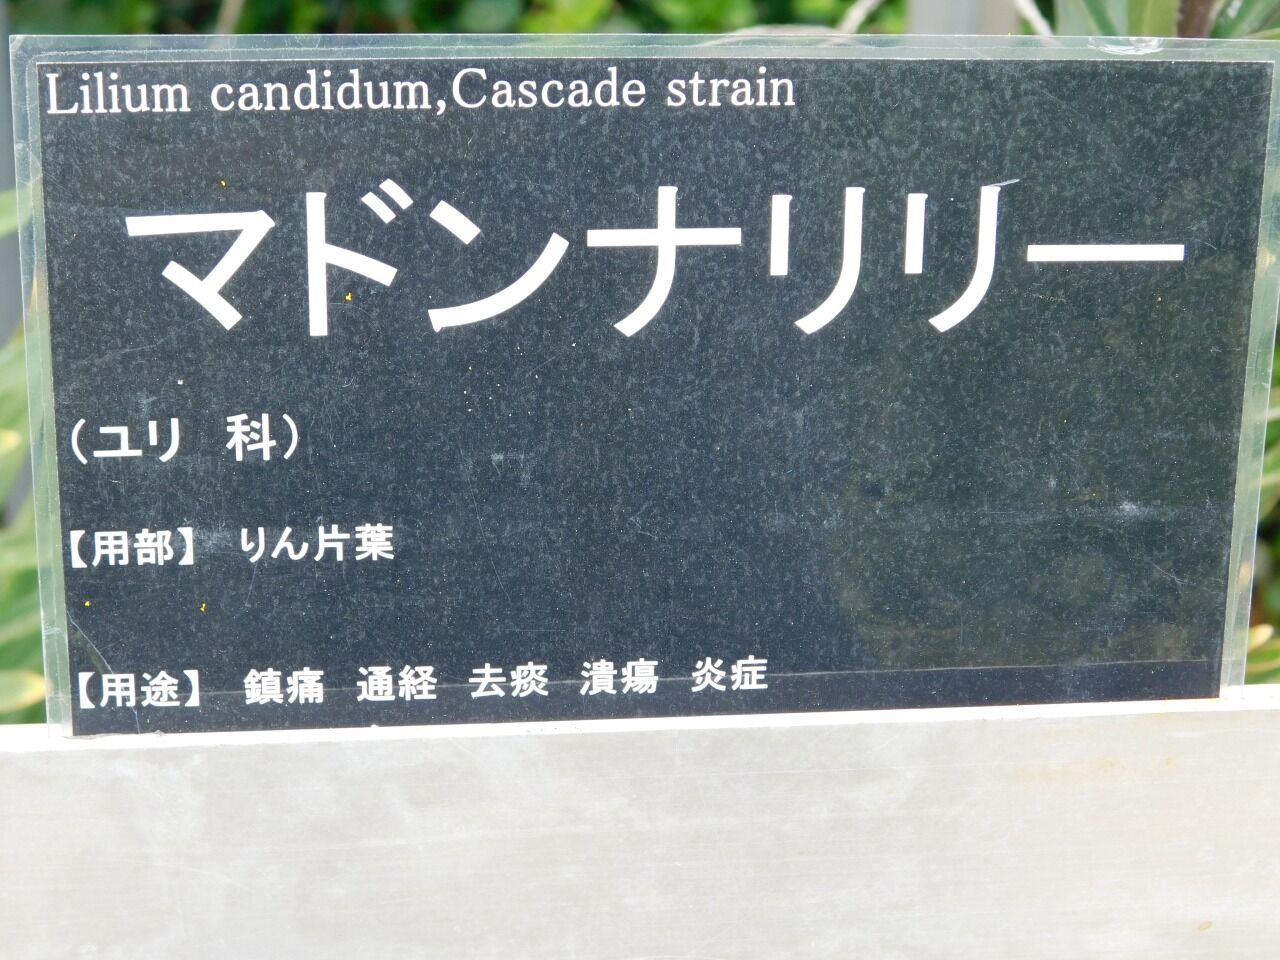 Lilium candidum,Cascade strain
マドンナリリー
（ユリ　科）
【用部】　りん片葉
【用途】　鎮痛　通経　去痰　潰瘍　炎症